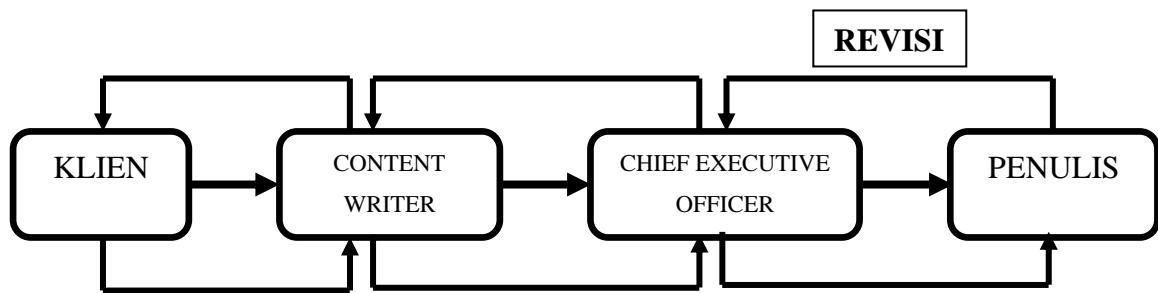 REVISI
KLIEN
CONTENT
WRITER
CHIEF EXECUTIVE
OFFICER
PENULIS